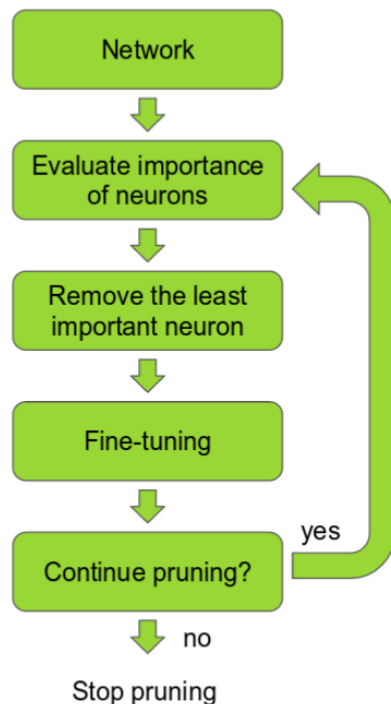 Network
Evaluate importance
of neurons
Remove the least
important neuron
Fine-tuning
yes
Continue pruning?
no
Stop pruning